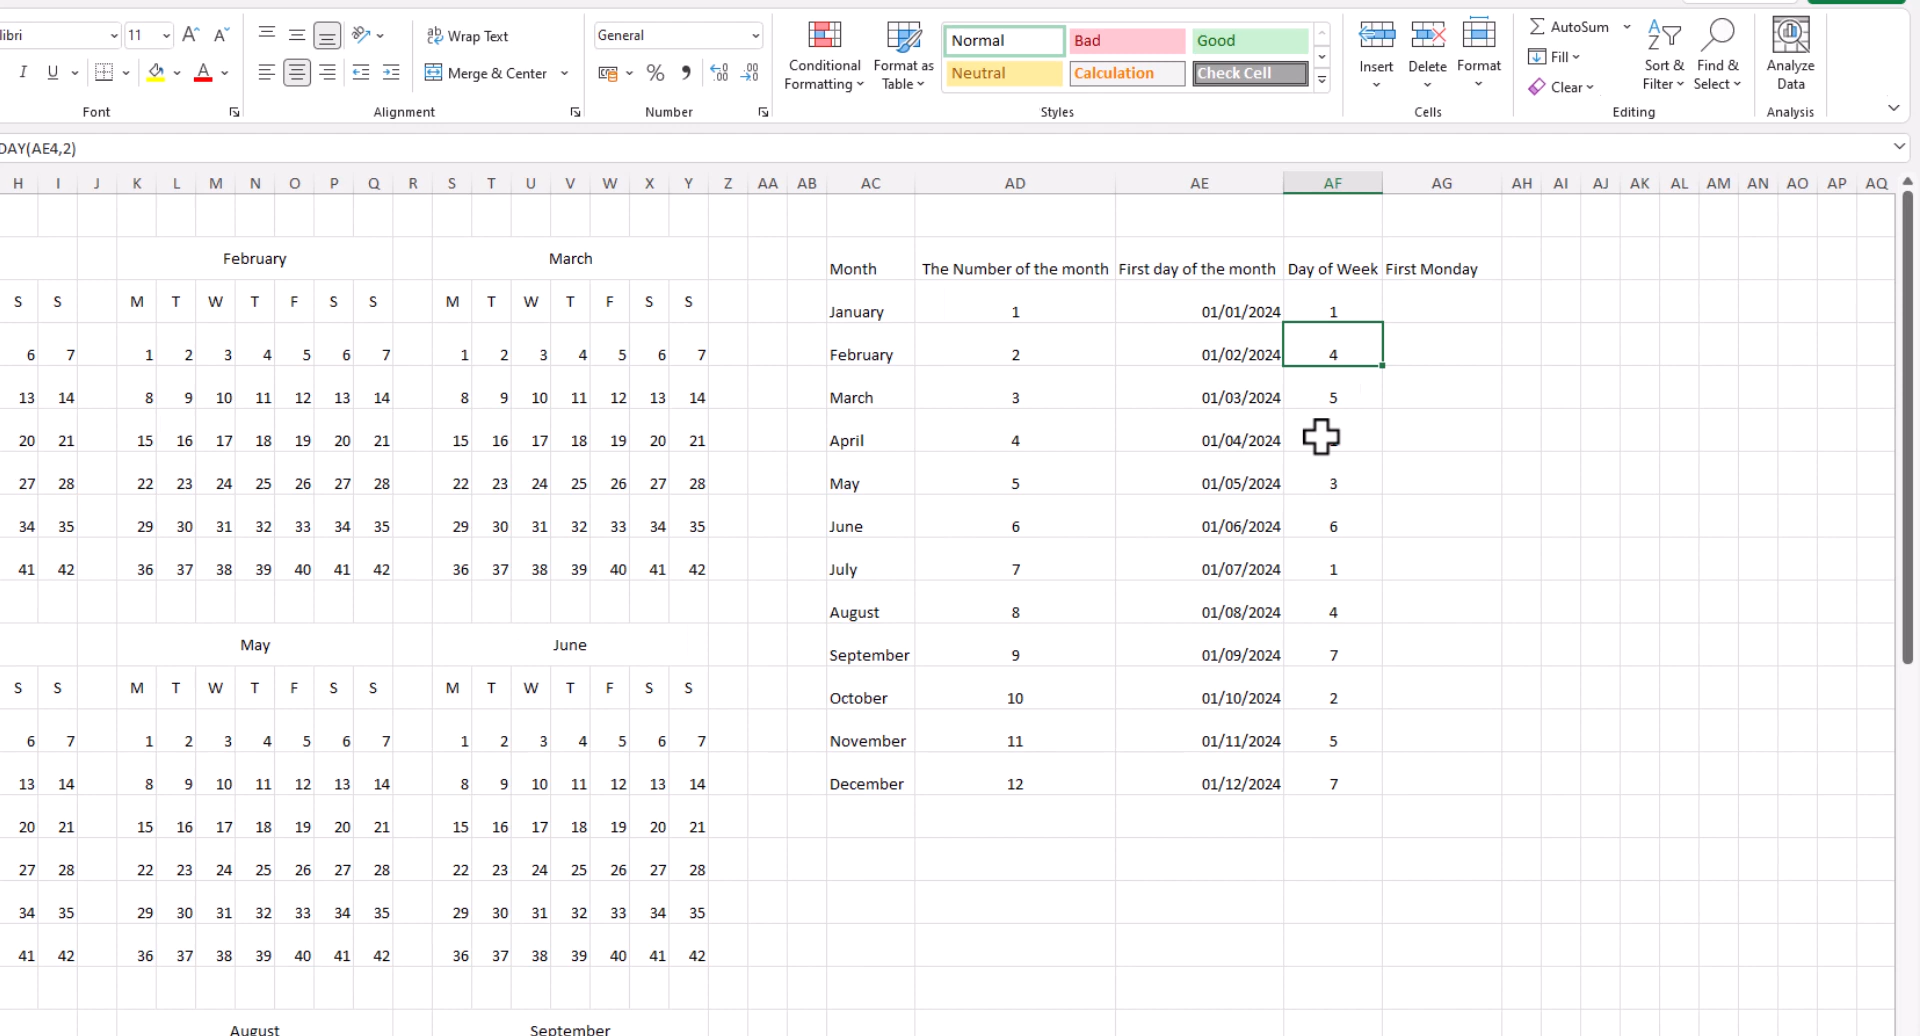 libri 11 A A ab Wrap Text General Normal Bad Good AutoSum
I U A Merge & Center % Conditional Formatting Format as Table Neutral Calculation Check Cell Insert Delete Format Fill Clear Sort & Filter Find & Select Analyze Data
Font Alignment Number Styles Cells Editing Analysis
DAY(AE4,2)
H I J K L M N O P Q R S T U V W X Y Z AA AB AC AD AE AF AG AH AI AJ AK AL AM AN AO AP AQ
February March Month The Number of the month First day of the month Day of Week First Monday
S S M T W T F S S M T W T F S S January 1 01/01/2024 1
6 7 1 2 3 4 5 6 7 1 2 3 4 5 6 7 February 2 01/02/2024 4
13 14 8 9 10 11 12 13 14 8 9 10 11 12 13 14 March 3 01/03/2024 5
20 21 15 16 17 18 19 20 21 15 16 17 18 19 20 21 April 4 01/04/2024
27 28 22 23 24 25 26 27 28 22 23 24 25 26 27 28 May 5 01/05/2024 3
34 35 29 30 31 32 33 34 35 29 30 31 32 33 34 35 June 6 01/06/2024 6
41 42 36 37 38 39 40 41 42 36 37 38 39 40 41 42 July 7 01/07/2024 1
August 8 01/08/2024 4
May June September 9 01/09/2024 7
S S M T W T F S S M T W T F S S October 10 01/10/2024 2
6 7 1 2 3 4 5 6 7 1 2 3 4 5 6 7 November 11 01/11/2024 5
13 14 8 9 10 11 12 13 14 8 9 10 11 12 13 14 December 12 01/12/2024 7
20 21 15 16 17 18 19 20 21 15 16 17 18 19 20 21
27 28 22 23 24 25 26 27 28 22 23 24 25 26 27 28
34 35 29 30 31 32 33 34 35 29 30 31 32 33 34 35
41 42 36 37 38 39 40 41 42 36 37 38 39 40 41 42
August September